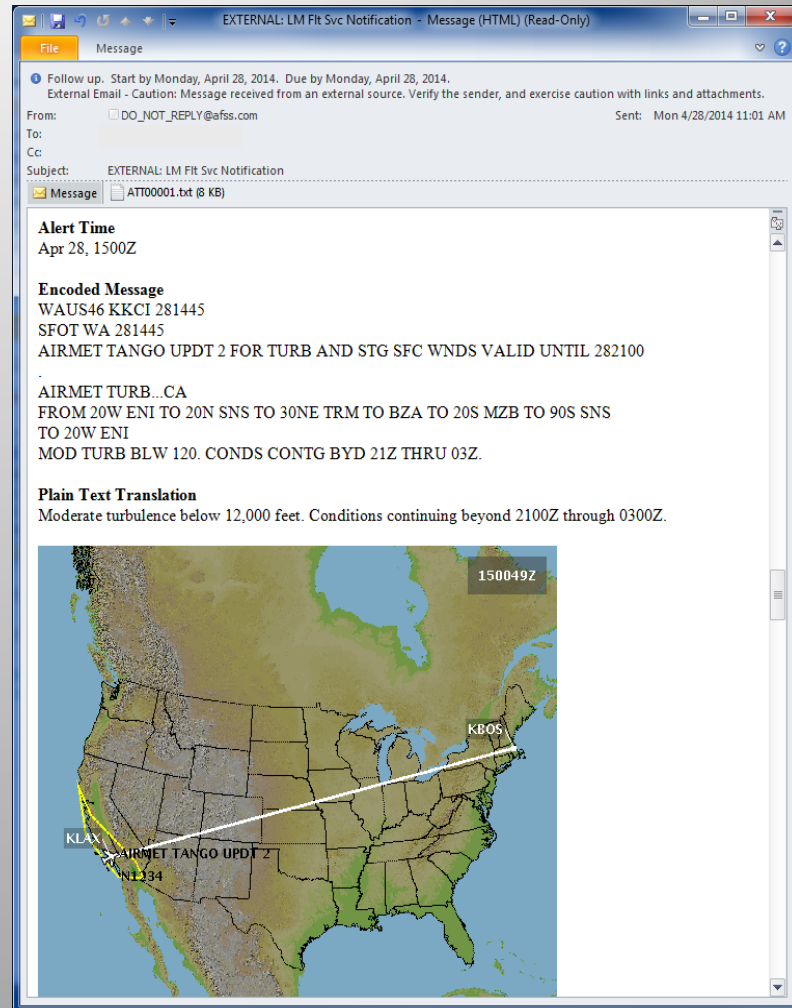 EXTERNAL: LM Flt Svc Notification - Message (HTML) (Read-Only)
File Message
Follow up. Start by Monday, April 28, 2014. Due by Monday, April 28, 2014.
External Email - Caution: Message received from an external source. Verify the sender, and exercise caution with links and attachments.
From: DO_NOT_REPLY@afss.com Sent: Mon 4/28/2014 11:01 AM
To:
Cc:
Subject: EXTERNAL: LM Flt Svc Notification
Message ATT00001.txt (8 KB)
Alert Time
Apr 28, 1500Z
Encoded Message
WAUS46 KKCI 281445
SFOT WA 281445
AIRMET TANGO UPDT 2 FOR TURB AND STG SFC WNDS VALID UNTIL 282100
.
AIRMET TURB...CA
FROM 20W ENI TO 20N SNS TO 30NE TRM TO BZA TO 20S MZB TO 90S SNS
TO 20W ENI
MOD TURB BLW 120. CONDS CONTG BYD 21Z THRU 03Z.
Plain Text Translation
Moderate turbulence below 12,000 feet. Conditions continuing beyond 2100Z through 0300Z.
150049Z
KBOS
KLAX
AIRMET TANGO UPDT 2
N1234